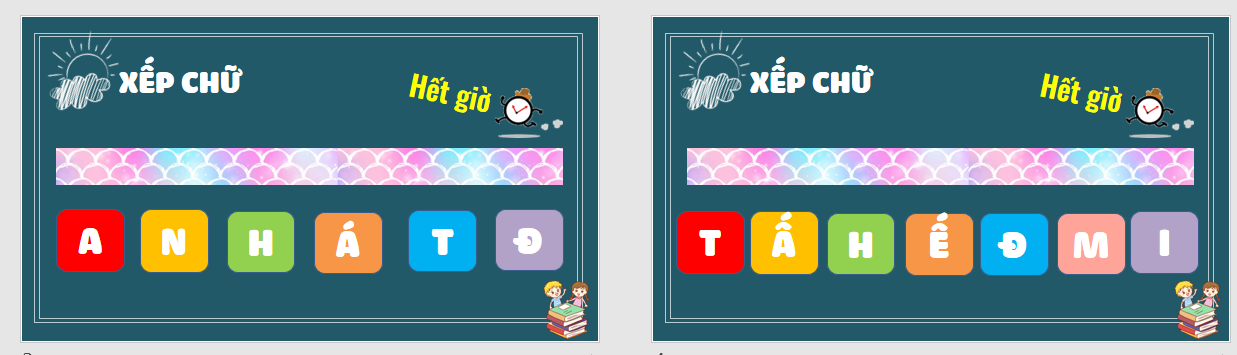 XẾP CHỮ
Hết giờ
A N H Á T Đ
XẾP CHỮ
Hết giờ
T Ấ H Ế Đ M I